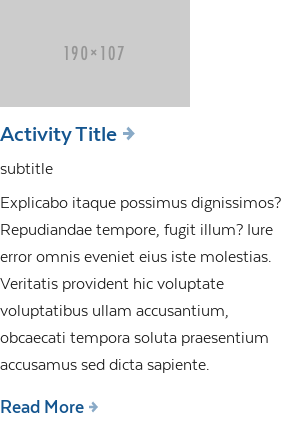 190×107
Activity Title
subtitle
Explicabo itaque possimus dignissimos?
Repudiandae tempore, fugit illum? Iure
error omnis eveniet eius iste molestias.
Veritatis provident hic voluptate
voluptatibus ullam accusantium,
obcaecati tempora soluta praesentium
accusamus sed dicta sapiente.
Read More